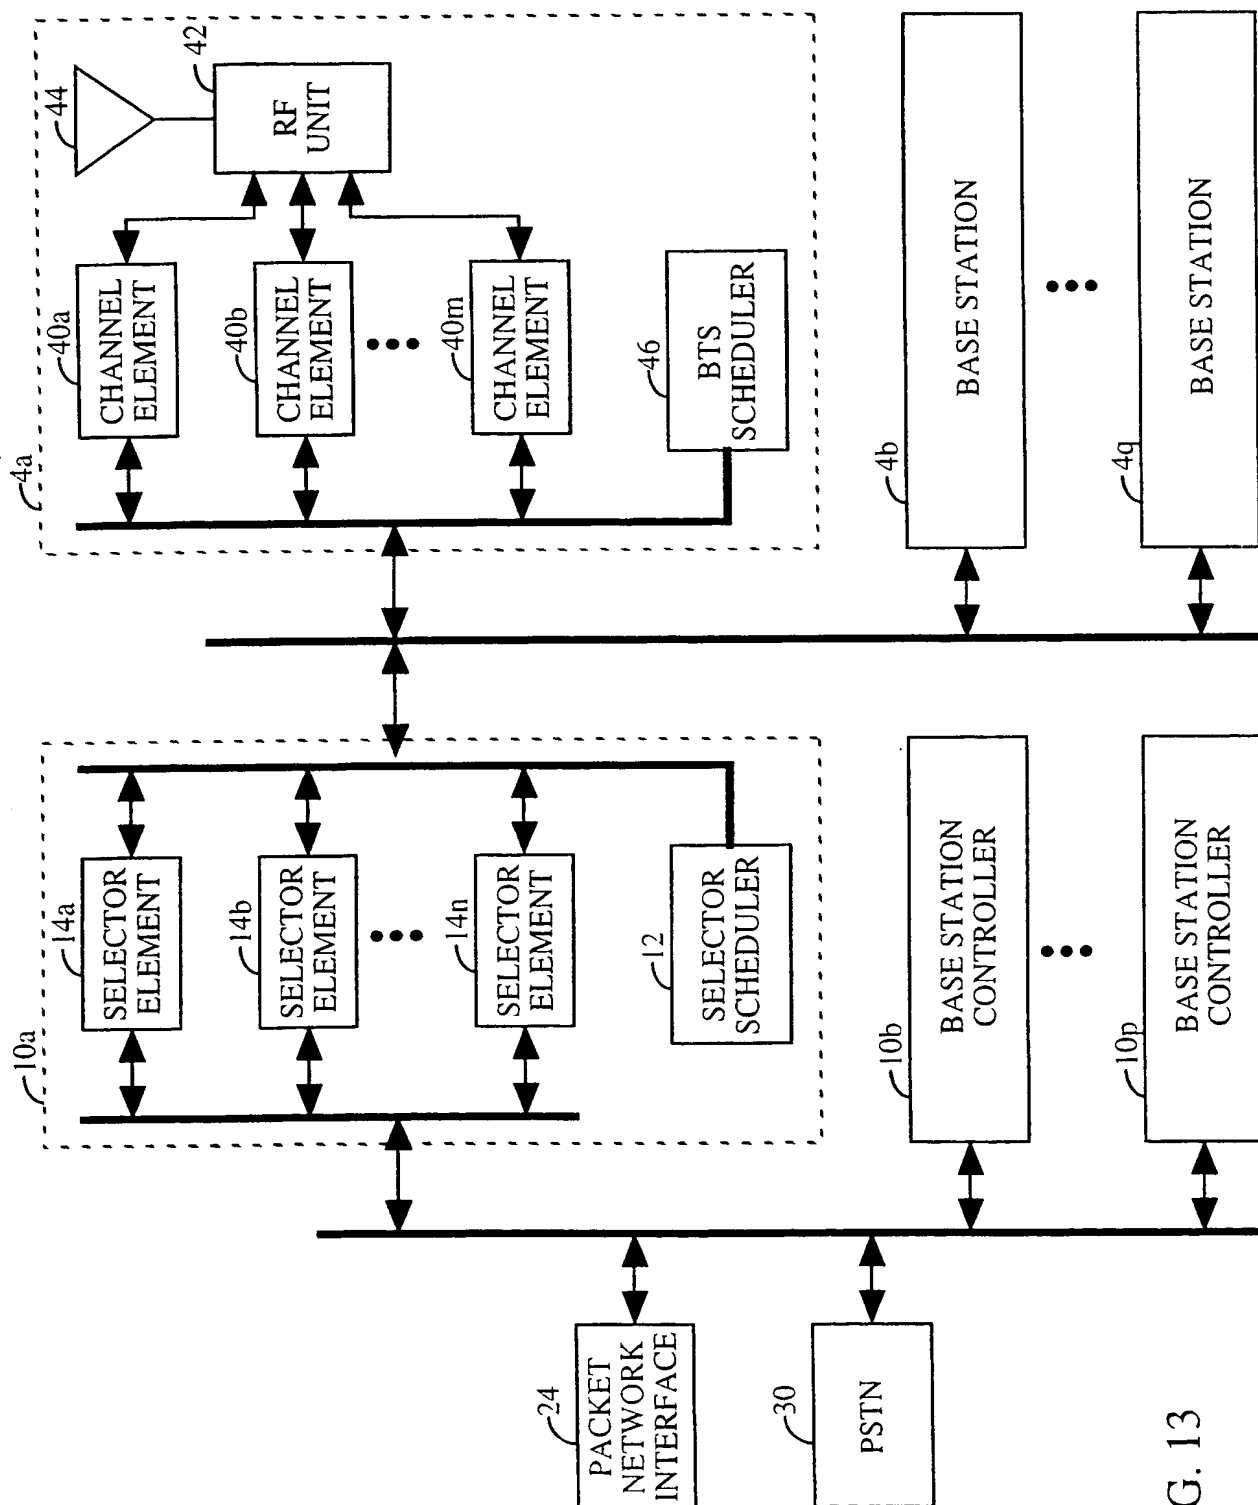 24
PACKET
NETWORK
INTERFACE
30
PSTN
10a
14a
SELECTOR
ELEMENT
14b
SELECTOR
ELEMENT
14n
SELECTOR
ELEMENT
12
SELECTOR
SCHEDULER
10b
BASE STATION
CONTROLLER
10p
BASE STATION
CONTROLLER
4a
40a
CHANNEL
ELEMENT
40b
CHANNEL
ELEMENT
40m
CHANNEL
ELEMENT
46
BTS
SCHEDULER
44
42
RF
UNIT
4b
BASE STATION
4q
BASE STATION
G. 13